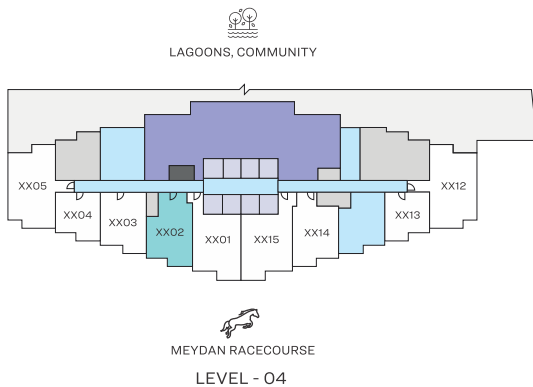 LAGOONS, COMMUNITY
XX05
XX12
XX04
XX03
XX02
XX01
XX15
XX14
XX13
MEYDAN RACECOURSE
LEVEL - 04